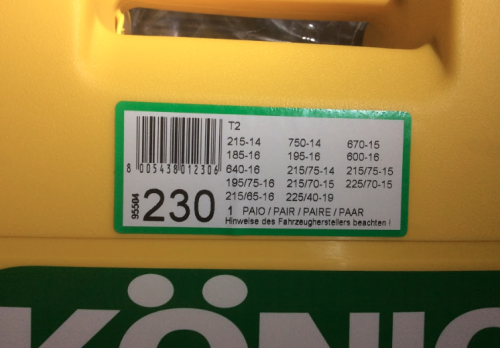 T2
215-14 750-14 670-15
185-16 195-16 600-16
640-16 215/75-14 215/75-15
195/75-16 215/70-15 225/70-15
215/65-16 225/40-19
8 005438 012306
95504
230
1 PAIO / PAIR / PAIRE / PAAR
Hinweise des Fahrzeugherstellers beachten !
KÖNIG